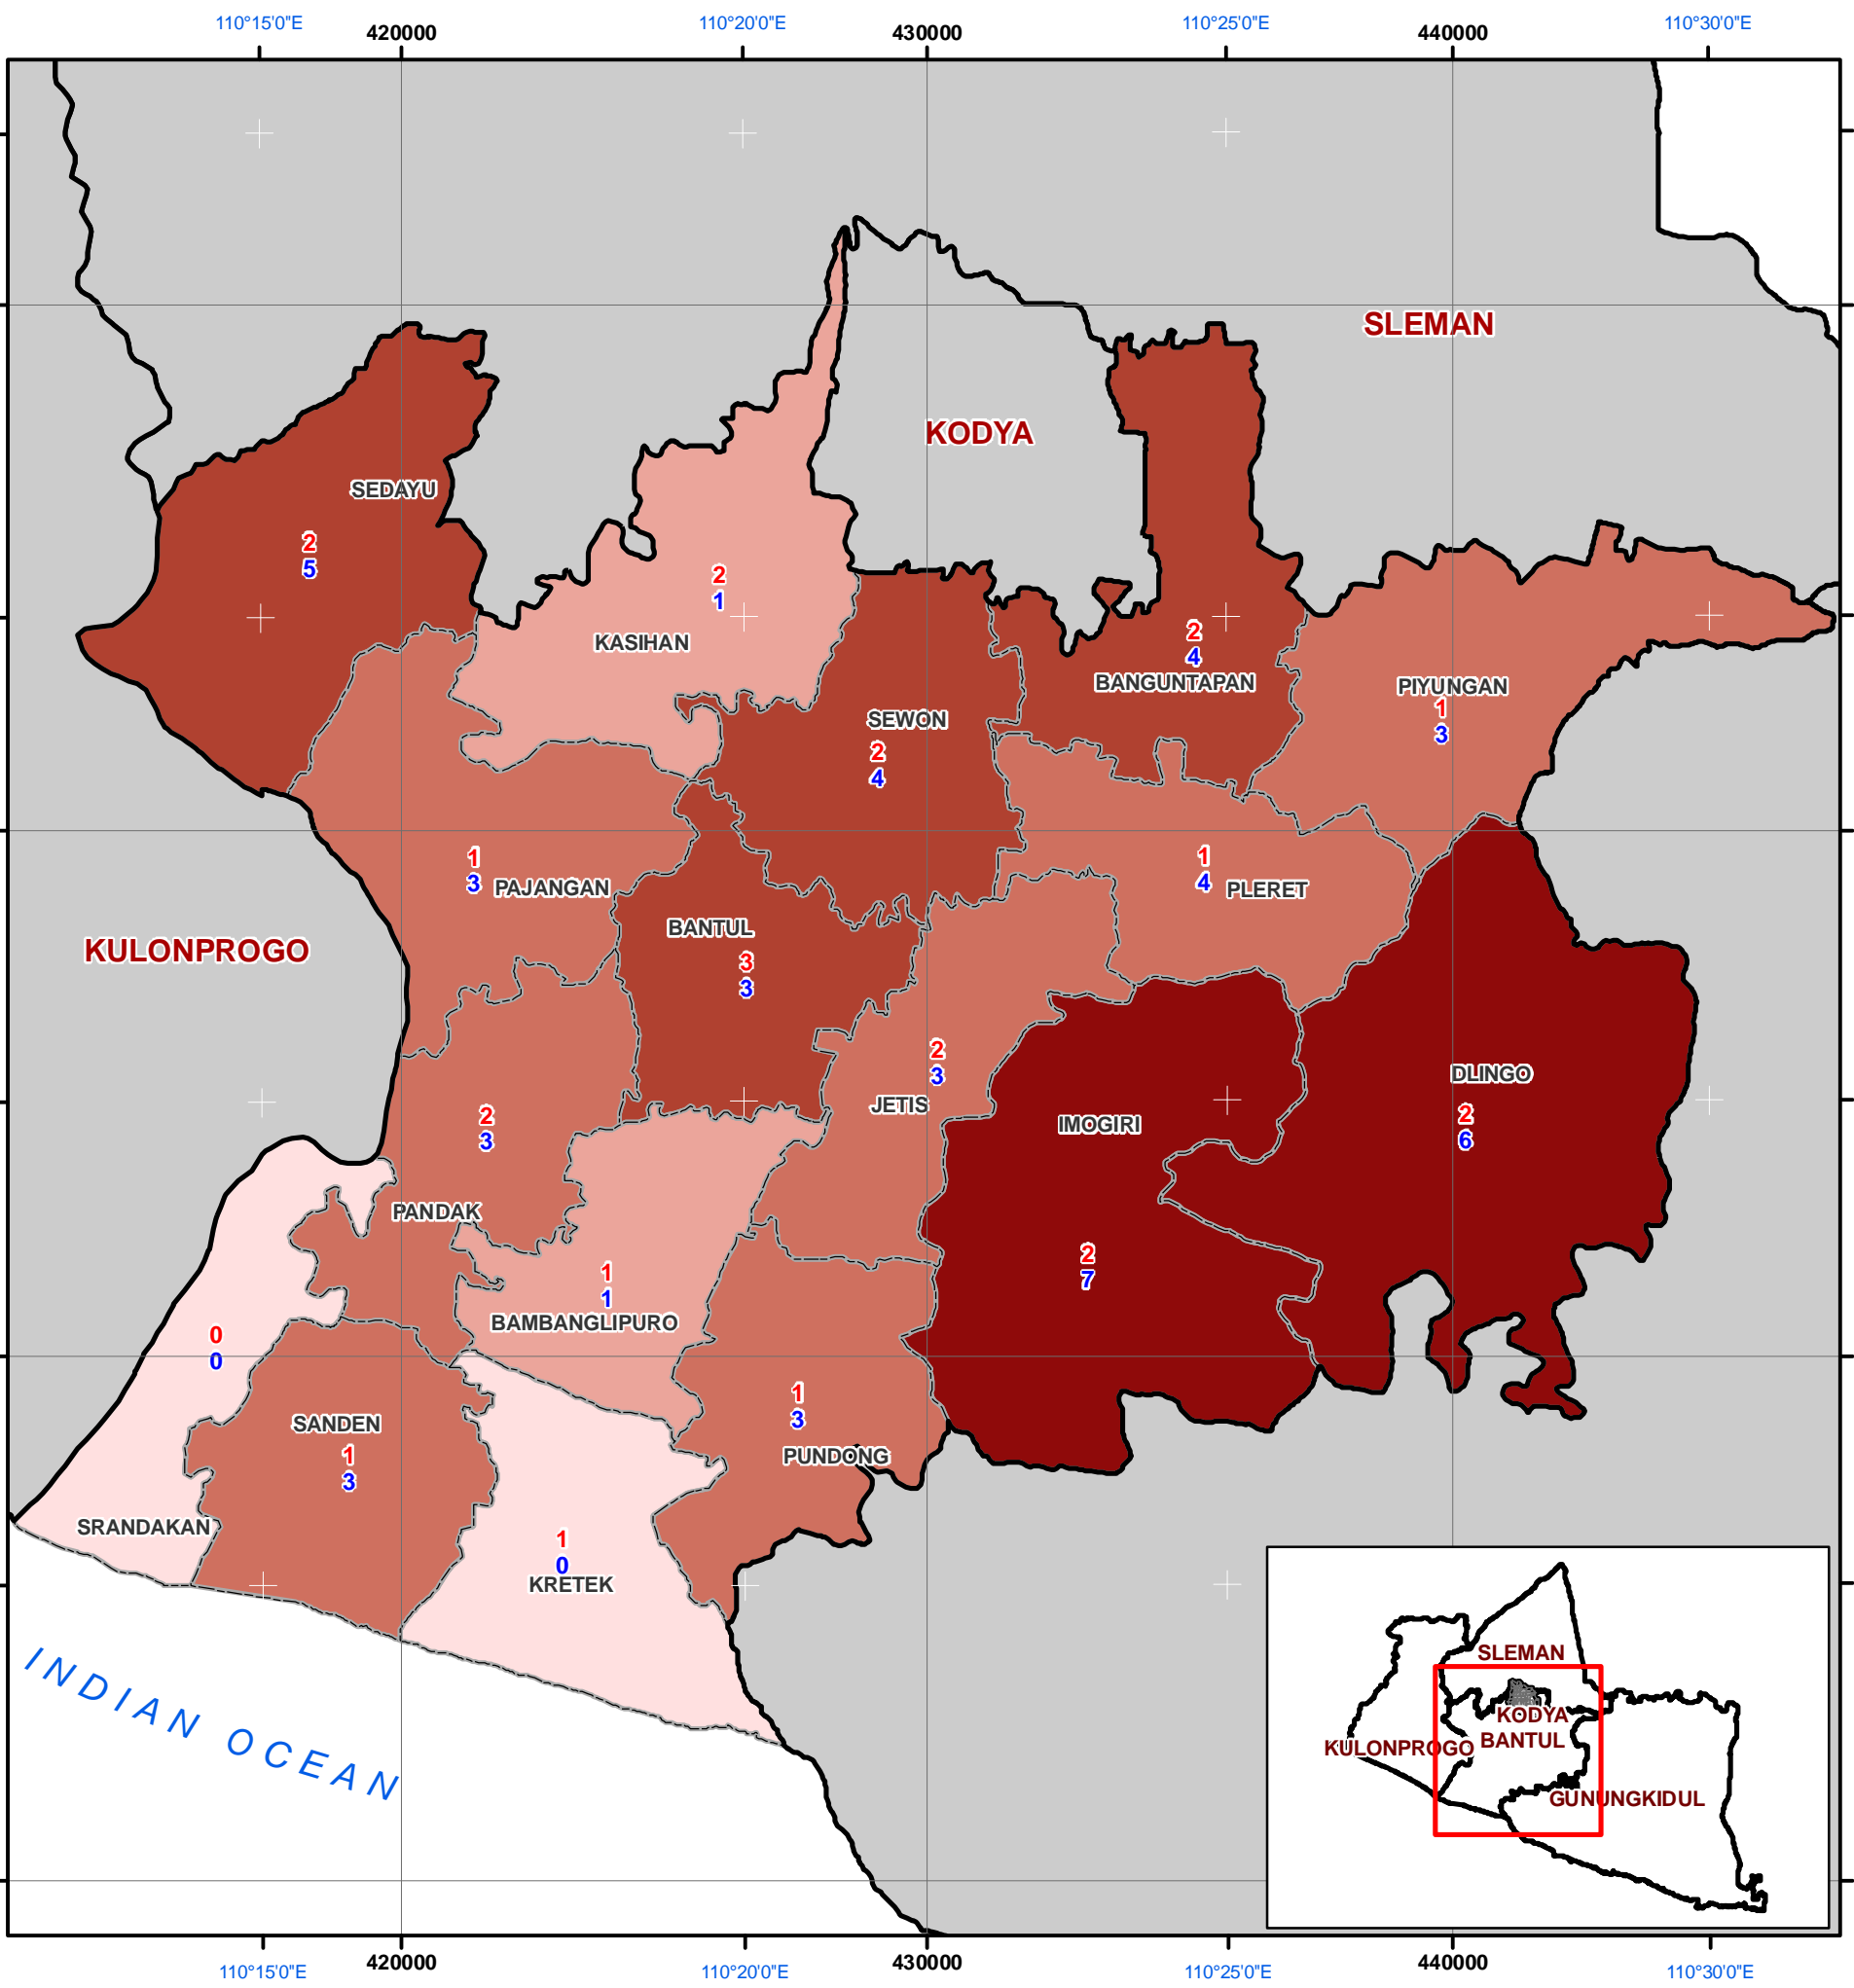 110°15'0"E
110°20'0"E
110°25'0"E
110°30'0"E
420000
430000
440000
SLEMAN
KODYA
SEDAYU
2
5
2
1
KASIHAN
2
4
BANGUNTAPAN
PIYUNGAN
1
3
SEWON
2
4
1
3
PAJANGAN
1
4
PLERET
BANTUL
3
3
KULONPROGO
2
3
JETIS
DLINGO
2
6
IMOGIRI
2
7
2
3
PANDAK
1
1
BAMBANGLIPURO
0
0
SRANDAKAN
SANDEN
1
3
1
3
PUNDONG
1
0
KRETEK
INDIAN OCEAN
SLEMAN
KODYA
BANTUL
KULONPROGO
GUNUNGKIDUL
420000
430000
440000
110°15'0"E
110°20'0"E
110°25'0"E
110°30'0"E